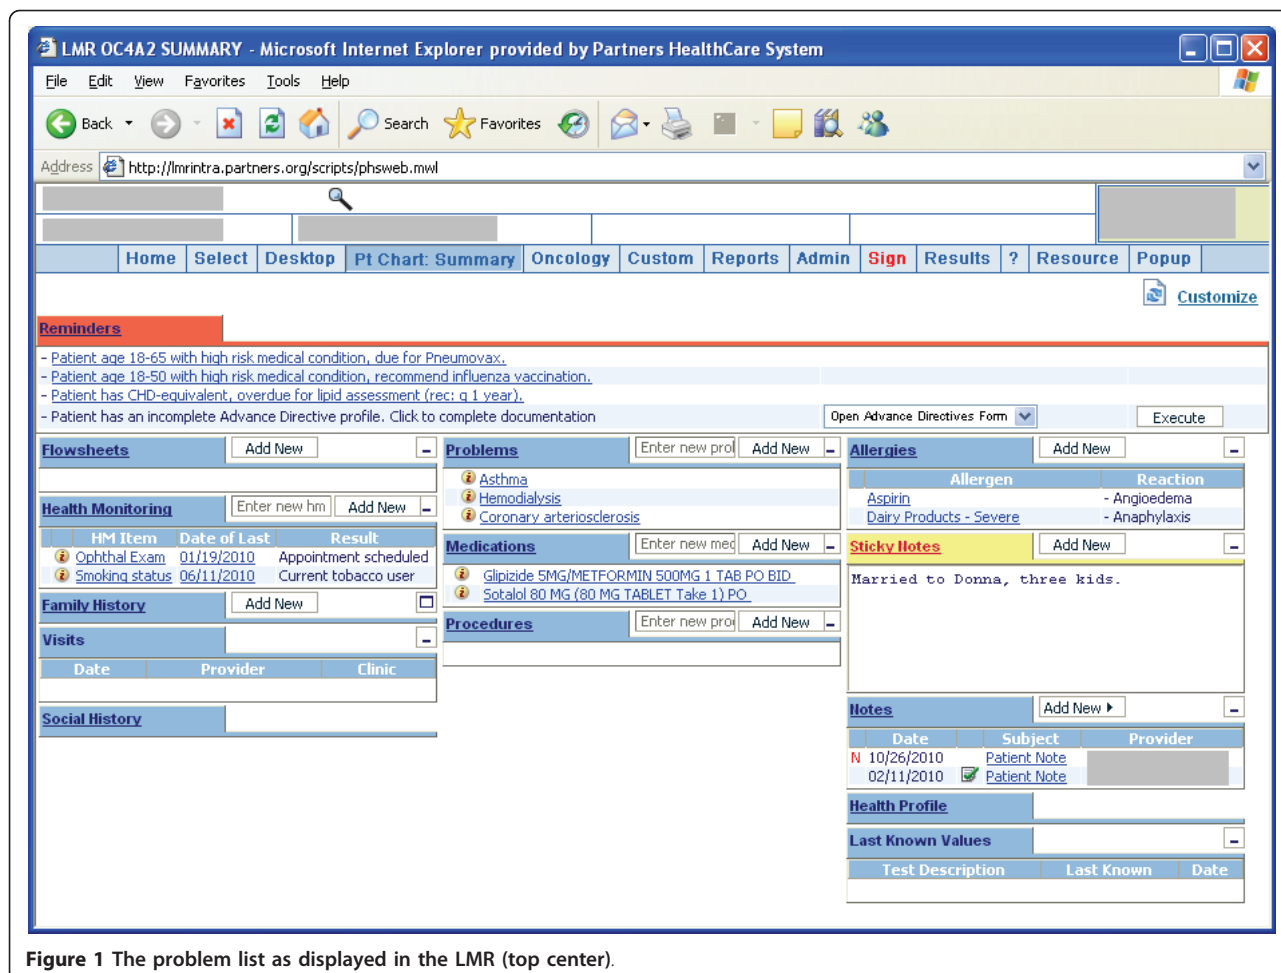 LMR OC4A2 SUMMARY - Microsoft Internet Explorer provided by Partners HealthCare System
File Edit View Favorites Tools Help
Back Search Favorites
Address http://lmrintra.partners.org/scripts/phsweb.mwl
Home Select Desktop Pt Chart: Summary Oncology Custom Reports Admin Sign Results ? Resource Popup
Customize
Reminders
- Patient age 18-65 with high risk medical condition, due for Pneumovax.
- Patient age 18-50 with high risk medical condition, recommend influenza vaccination.
- Patient has CHD-equivalent, overdue for lipid assessment (rec: q 1 year).
- Patient has an incomplete Advance Directive profile. Click to complete documentation Open Advance Directives Form Execute
Flowsheets Add New
Health Monitoring Enter new hm Add New
HM Item Date of Last Result
Ophthal Exam 01/19/2010 Appointment scheduled
Smoking status 06/11/2010 Current tobacco user
Family History Add New
Visits
Date Provider Clinic
Social History
Problems Enter new prol Add New
Asthma
Hemodialysis
Coronary arteriosclerosis
Medications Enter new med Add New
Glipizide 5MG/METFORMIN 500MG 1 TAB PO BID
Sotalol 80 MG (80 MG TABLET Take 1) PO
Procedures Enter new pro Add New
Allergies Add New
Allergen Reaction
Aspirin - Angioedema
Dairy Products - Severe - Anaphylaxis
Sticky Notes Add New
Married to Donna, three kids.
Notes Add New
Date Subject Provider
N 10/26/2010 Patient Note
02/11/2010 Patient Note
Health Profile
Last Known Values
Test Description Last Known Date
Figure 1 The problem list as displayed in the LMR (top center).